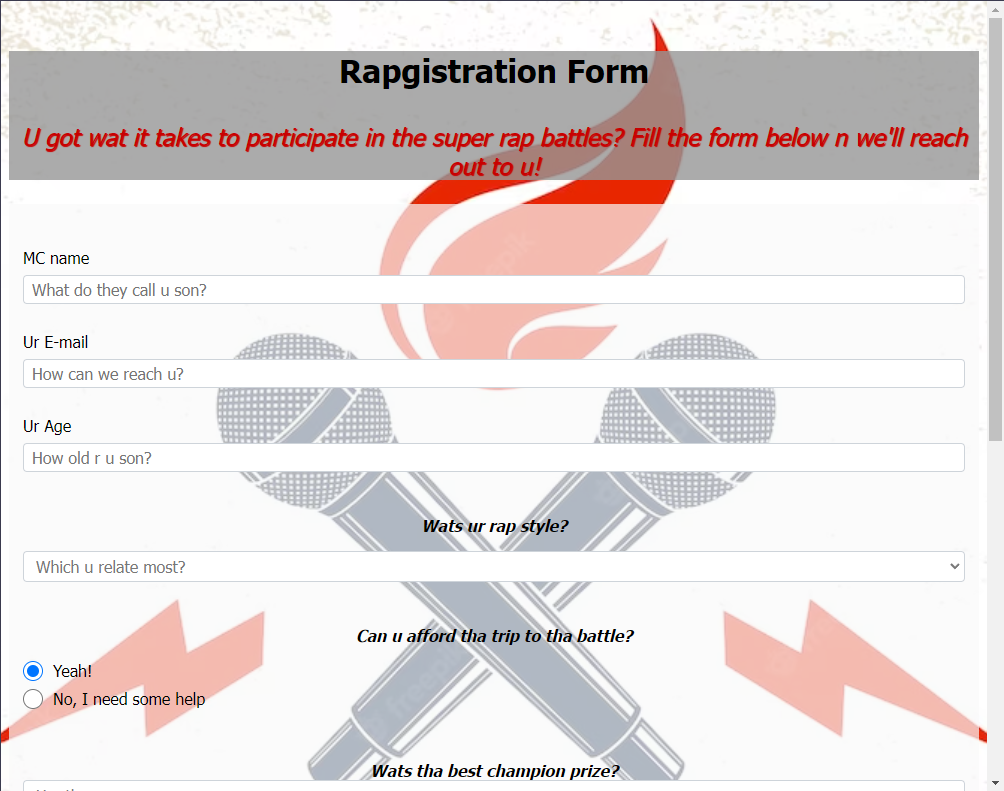 Rapgistration Form
U got wat it takes to participate in the super rap battles? Fill the form below n we'll reach
out to u!
MC name
What do they call u son?
Ur E-mail
How can we reach u?
Ur Age
How old r u son?
Wats ur rap style?
Which u relate most?
Can u afford tha trip to tha battle?
Yeah!
No, I need some help
Wats tha best champion prize?